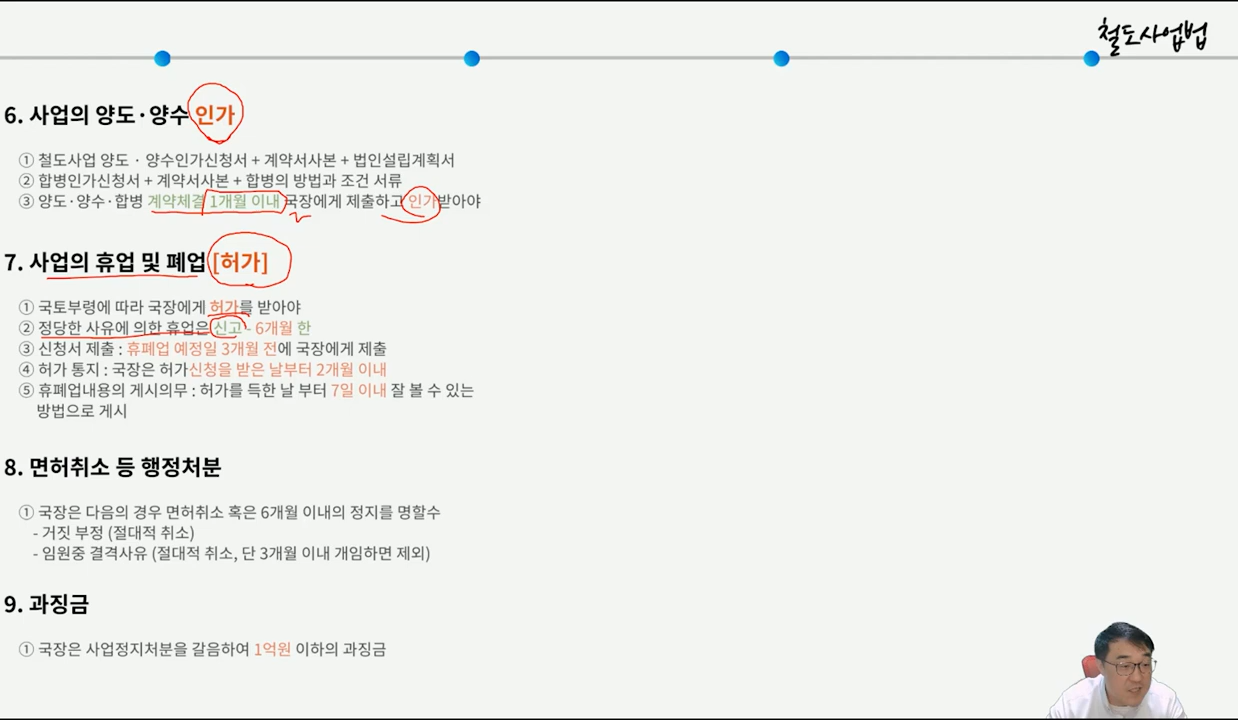 철도사업법
6. 사업의 양도·양수 인가
① 철도사업 양도 · 양수인가신청서 + 계약서사본 + 법인설립계획서
② 합병인가신청서 + 계약서사본 + 합병의 방법과 조건 서류
③ 양도·양수·합병 계약체결 1개월 이내 국장에게 제출하고 인가받아야
7. 사업의 휴업 및 폐업 [허가]
① 국토부령에 따라 국장에게 허가를 받아야
② 정당한 사유에 의한 휴업은 신고 - 6개월 한
③ 신청서 제출 : 휴폐업 예정일 3개월 전에 국장에게 제출
④ 허가 통지 : 국장은 허가신청을 받은 날부터 2개월 이내
⑤ 휴폐업내용의 게시의무 : 허가를 득한 날 부터 7일 이내 잘 볼 수 있는
방법으로 게시
8. 면허취소 등 행정처분
① 국장은 다음의 경우 면허취소 혹은 6개월 이내의 정지를 명할수
- 거짓 부정 (절대적 취소)
- 임원중 결격사유 (절대적 취소, 단 3개월 이내 개임하면 제외)
9. 과징금
① 국장은 사업정지처분을 갈음하여 1억원 이하의 과징금